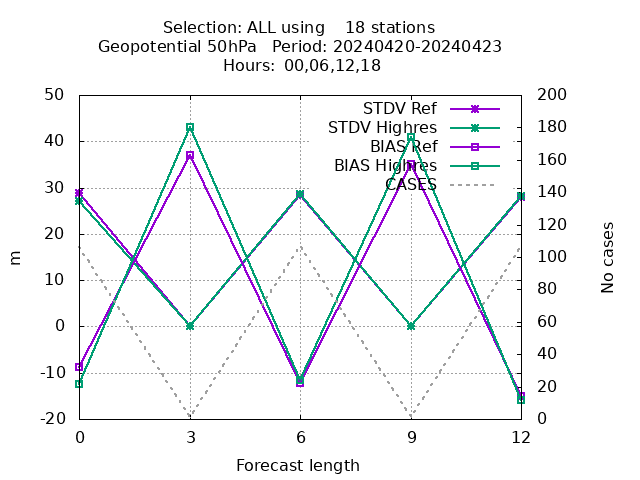 Selection: ALL using    18 stations
Geopotential 50hPa   Period: 20240420-20240423
Hours: 00,06,12,18
STDV Ref
STDV Highres
BIAS Ref
BIAS Highres
CASES
50
40
30
20
10
0
-10
-20
m
200
180
160
140
120
100
80
60
40
20
0
No cases
0 3 6 9 12
Forecast length